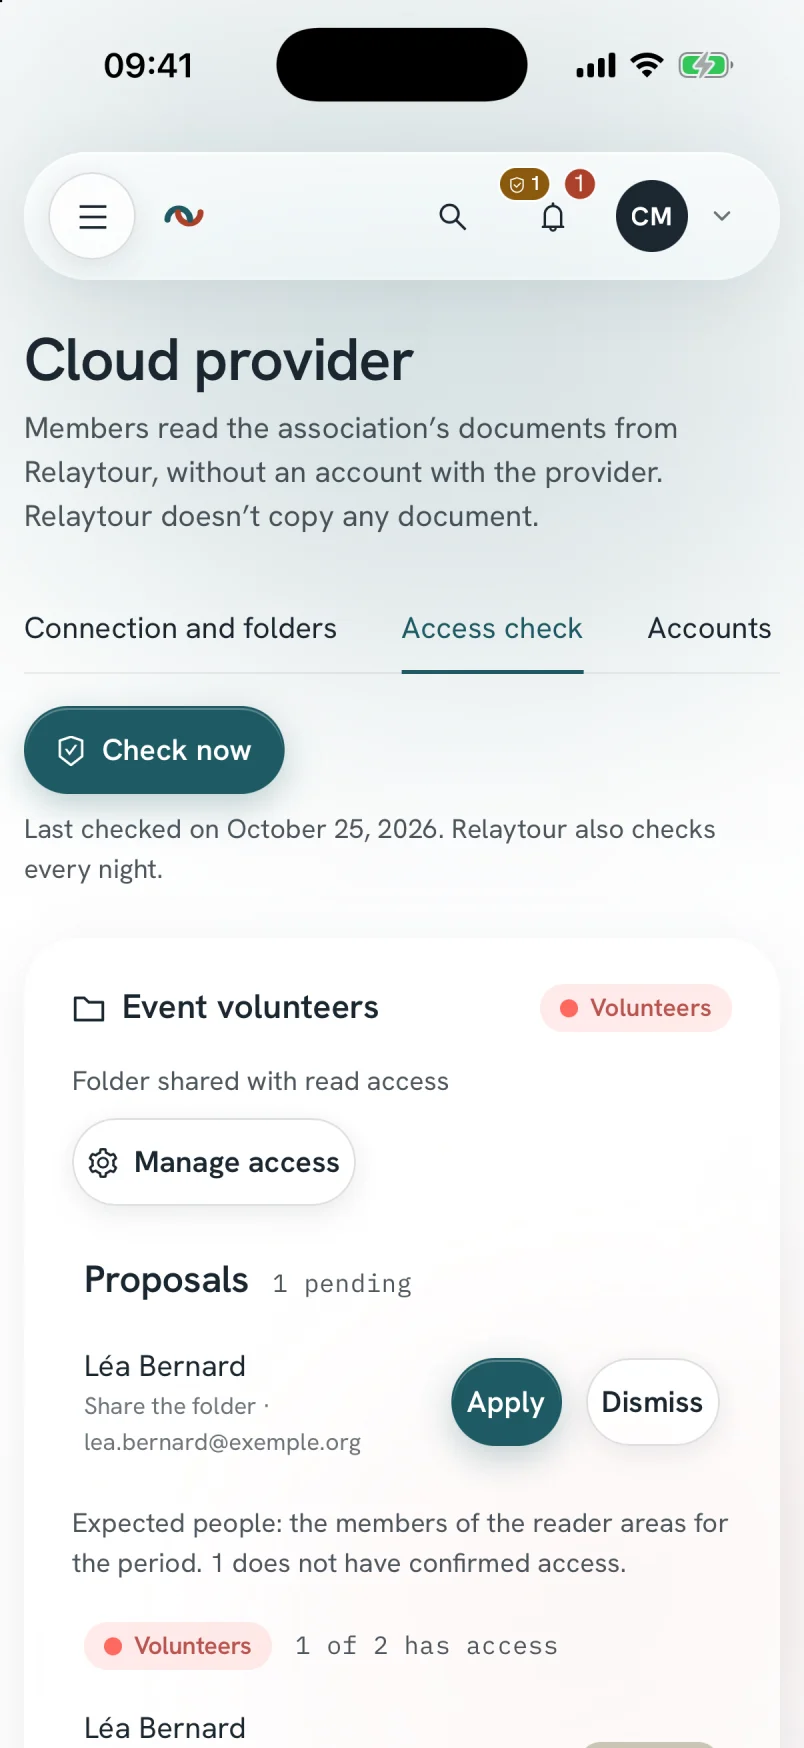 09:41
1
1
CM
Cloud provider
Members read the association’s documents from
Relaytour, without an account with the provider.
Relaytour doesn’t copy any document.
Connection and folders
Access check
Accounts
Check now
Last checked on October 25, 2026. Relaytour also checks
every night.
Event volunteers
Volunteers
Folder shared with read access
Manage access
Proposals
1 pending
Léa Bernard
Share the folder ·
lea.bernard@exemple.org
Apply
Dismiss
Expected people: the members of the reader areas for
the period. 1 does not have confirmed access.
Volunteers
1 of 2 has access
Léa Bernard